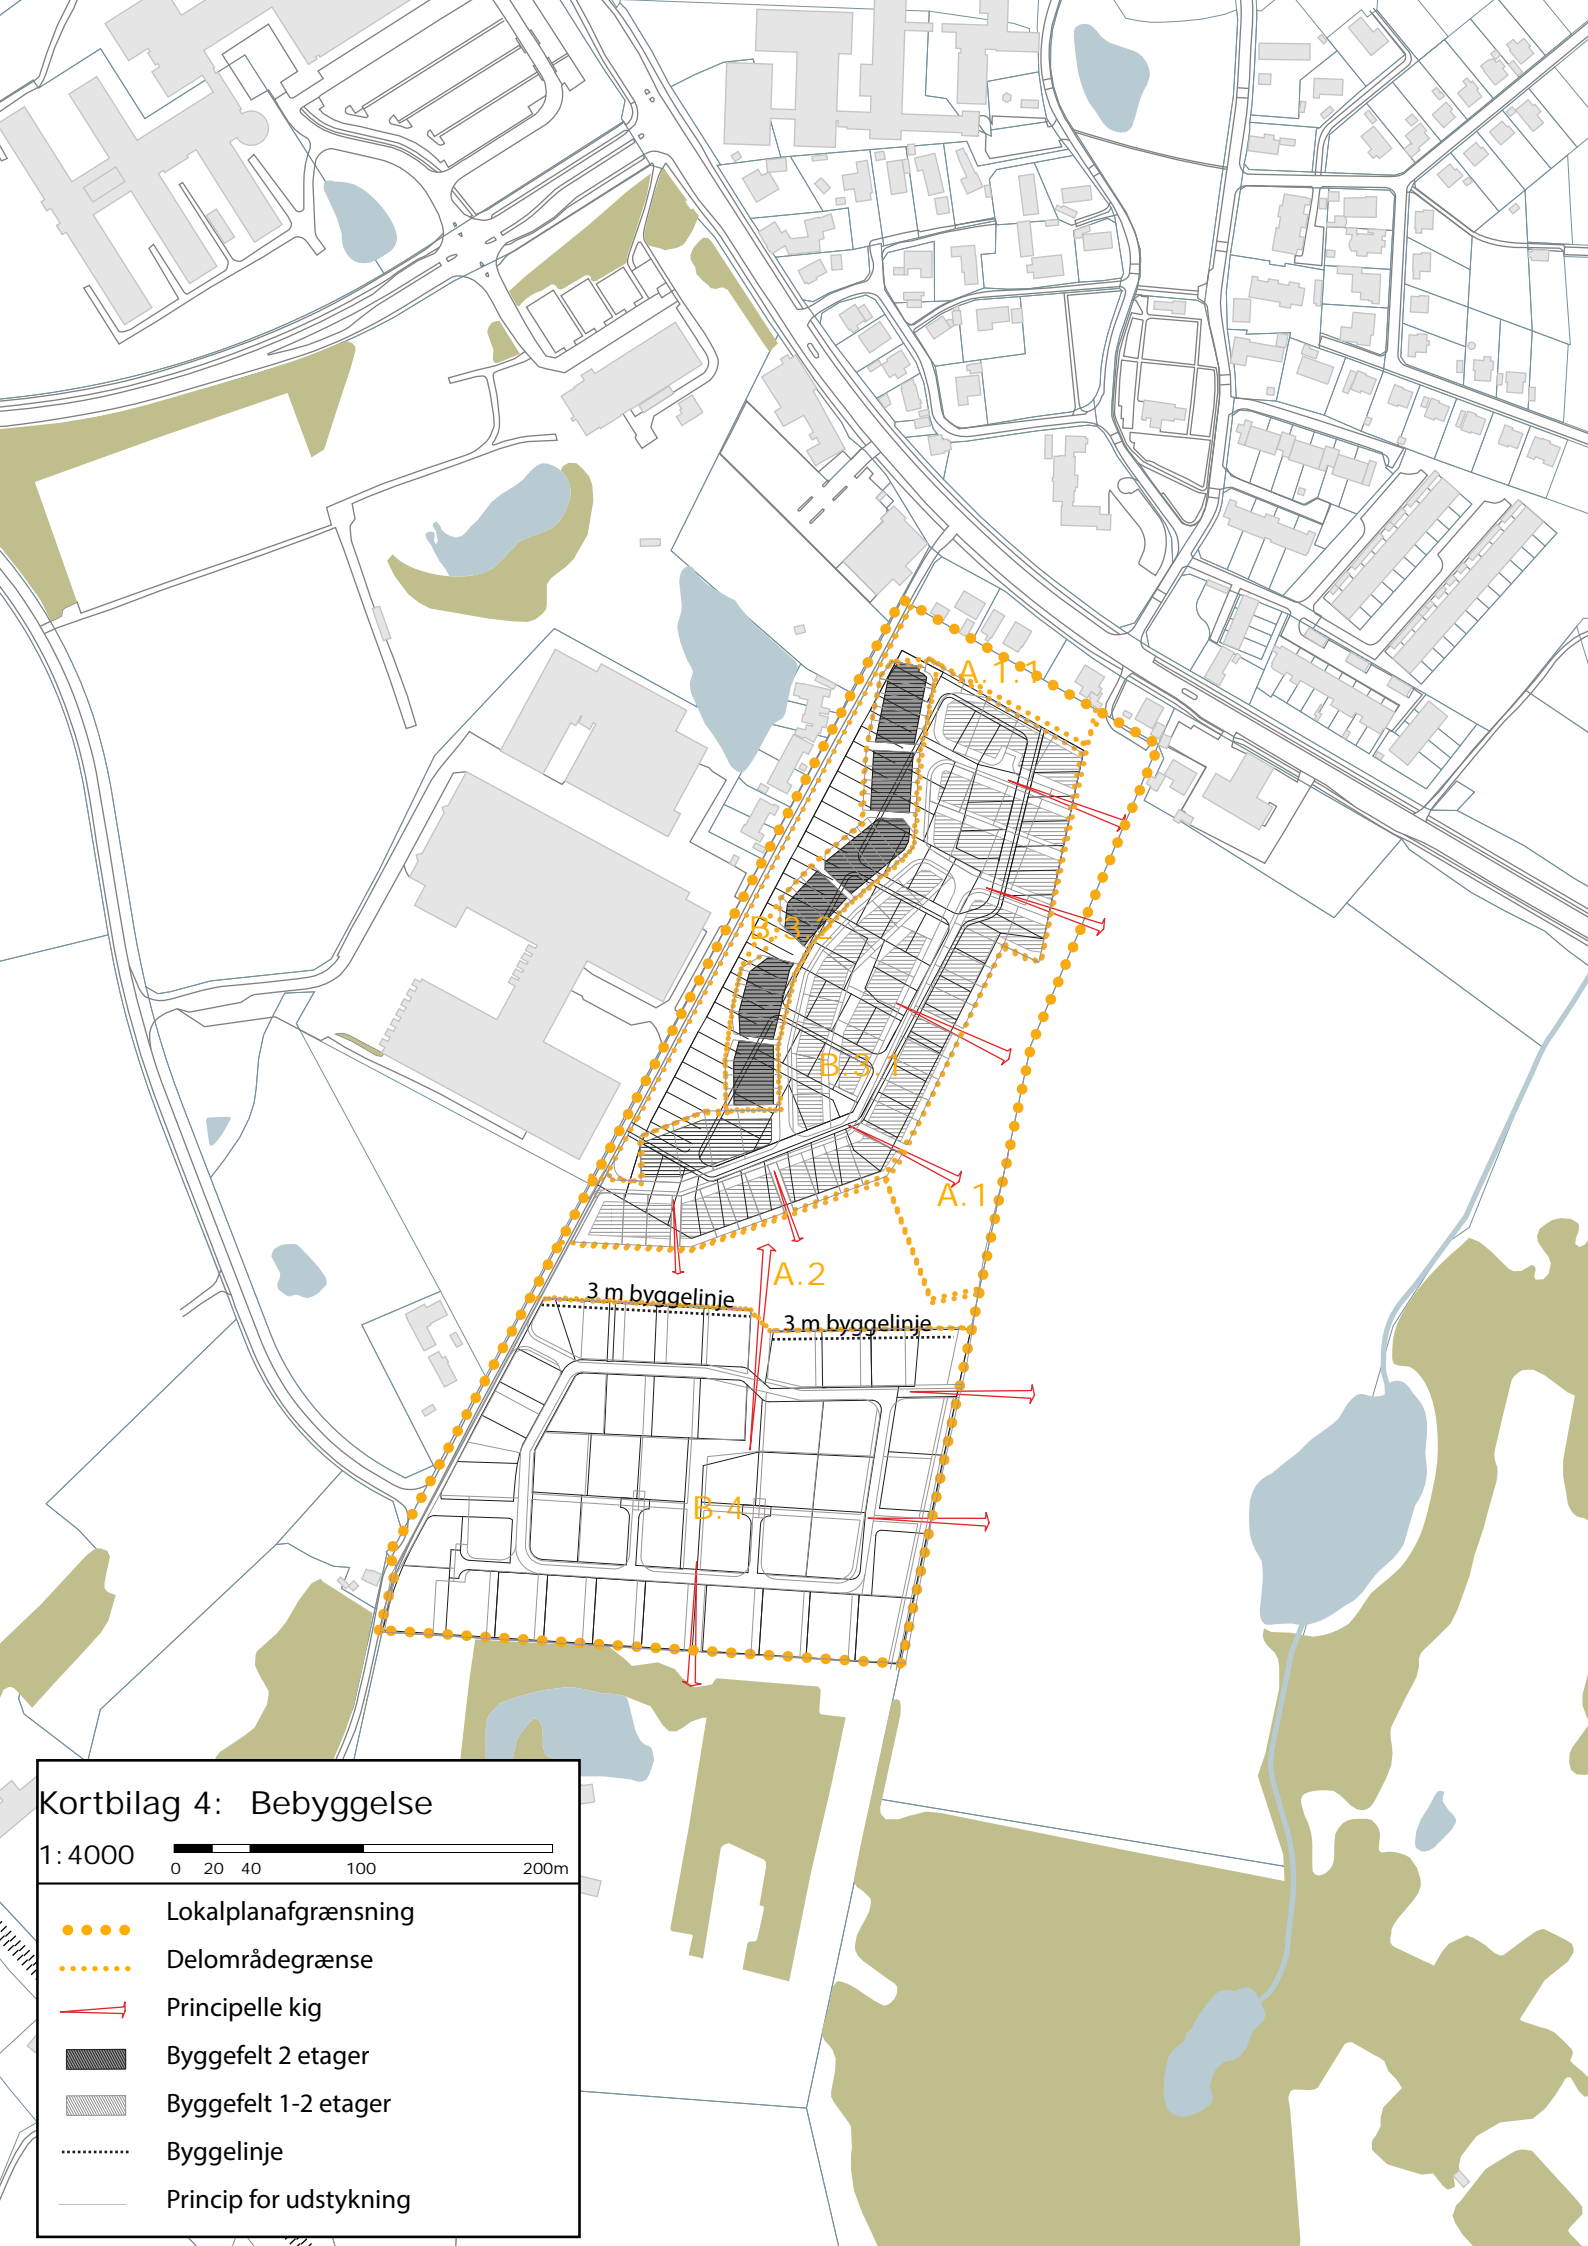 A.1.1
B.3.2
B.3.1
A.1
A.2
3 m byggelinje
3 m byggelinje
B.4
Kortbilag 4: Bebyggelse
1:4000
0 20 40 100 200m
Lokalplanafgrænsning
Delområdegrænse
Principelle kig
Byggefelt 2 etager
Byggefelt 1-2 etager
Byggelinje
Princip for udstykning